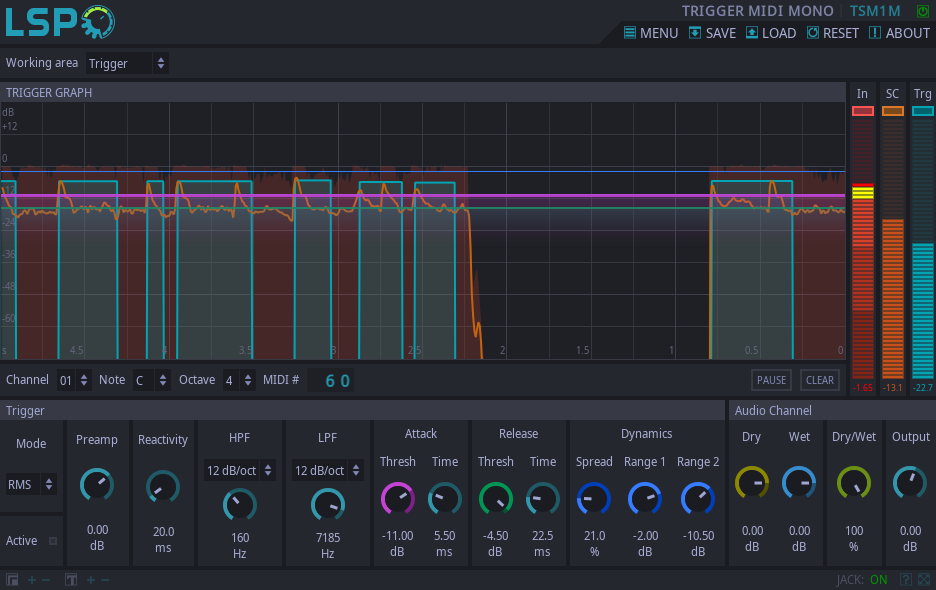 LSP TRIGGER MIDI MONO TSM1M
MENU SAVE LOAD RESET ABOUT
Working area Trigger
TRIGGER GRAPH In SC Trg
dB
+12
0
-12
-24
-36
-48
-60
s 4.5 4 3.5 3 2.5 2 1.5 1 0.5 0
-1.65 -13.1 -22.7
Channel 01 Note C Octave 4 MIDI # 60 PAUSE CLEAR
Trigger Audio Channel
Mode Preamp Reactivity HPF LPF Attack Release Dynamics Dry Wet Dry/Wet Output
Thresh Time Thresh Time Spread Range 1 Range 2
RMS 12 dB/oct 12 dB/oct
Active 0.00 20.0 160 7185 -11.00 5.50 -4.50 22.5 21.0 -2.00 -10.50 0.00 0.00 100 0.00
dB ms Hz Hz dB ms dB ms % dB dB dB dB % dB
T JACK: ON ?